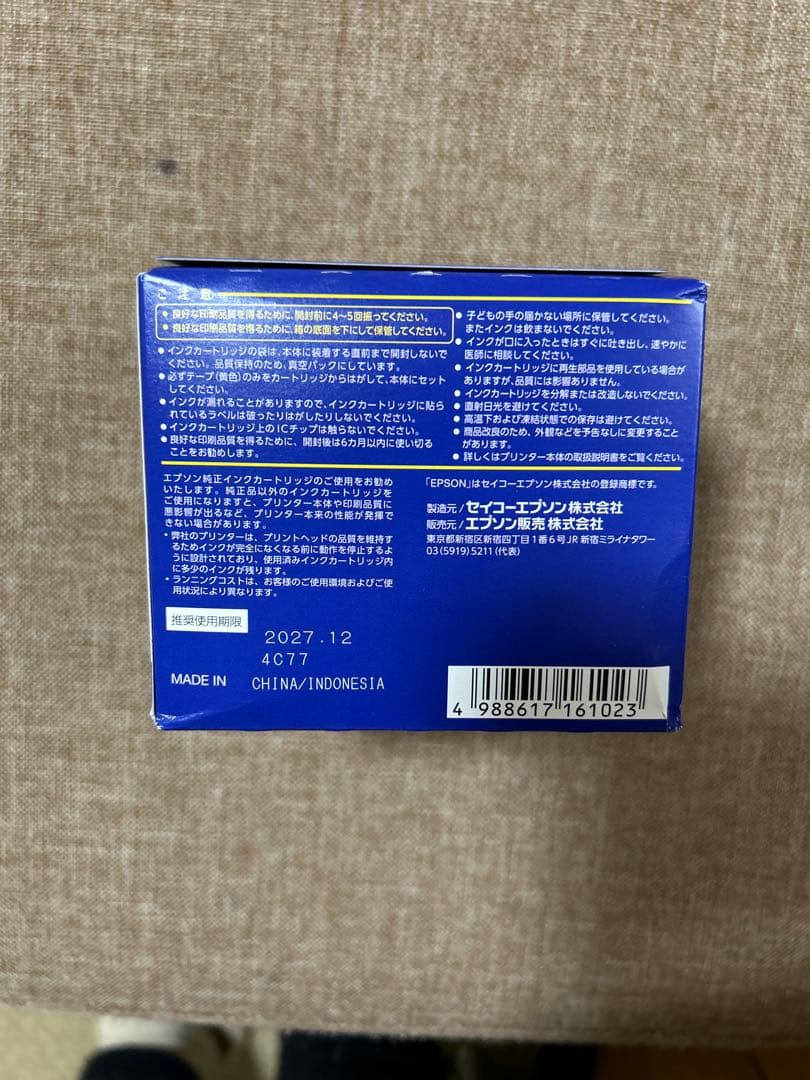 ご注意
● 良好な印刷品質を得るために、開封前に4〜5回振ってください。
● 良好な印刷品質を得るために、箱の底面を下にして保管してください。
● インクカートリッジの袋は、本体に装着する直前まで開封しないで
ください。品質保持のため、真空パックにしています。
● 必ずテープ(黄色)のみをカートリッジからはがして、本体にセット
してください。
● インクが漏れることがありますので、インクカートリッジに貼ら
れているラベルは破ったりはがしたりしないでください。
● インクカートリッジ上のICチップは触らないでください。
● 良好な印刷品質を得るために、開封後は6カ月以内に使い切る
ことをお勧めします。
● 子どもの手の届かない場所に保管してください。
またインクは飲まないでください。
● インクが口に入ったときはすぐに吐き出し、速やかに
医師に相談してください。
● インクカートリッジに再生部品を使用している場合が
ありますが、品質には影響ありません。
● インクカートリッジを分解または改造しないでください。
● 直射日光を避けてください。
● 高温下および凍結状態での保存は避けてください。
● 商品改良のため、外観などを予告なしに変更すること
があります。
● 詳しくはプリンター本体の取扱説明書をご覧ください。
エプソン純正インクカートリッジのご使用をお勧め
いたします。純正品以外のインクカートリッジを
ご使用になりますと、プリンター本体や印刷品質に
悪影響が出るなど、プリンター本来の性能が発揮で
きない場合があります。
* 弊社のプリンターは、プリントヘッドの品質を維持す
るためインクが完全になくなる前に動作を停止するよう
に設計されており、使用済みインクカートリッジ内
に多少のインクが残ります。
* ランニングコストは、お客様のご使用環境およびご使
用状況により異なります。
「EPSON」はセイコーエプソン株式会社の登録商標です。
製造元 / セイコーエプソン株式会社
販売元 / エプソン販売 株式会社
東京都新宿区新宿四丁目1番6号 JR 新宿ミライナタワー
03(5919)5211(代表)
推奨使用期限
2027.12
4C77
MADE IN CHINA/INDONESIA
4 988617 161023